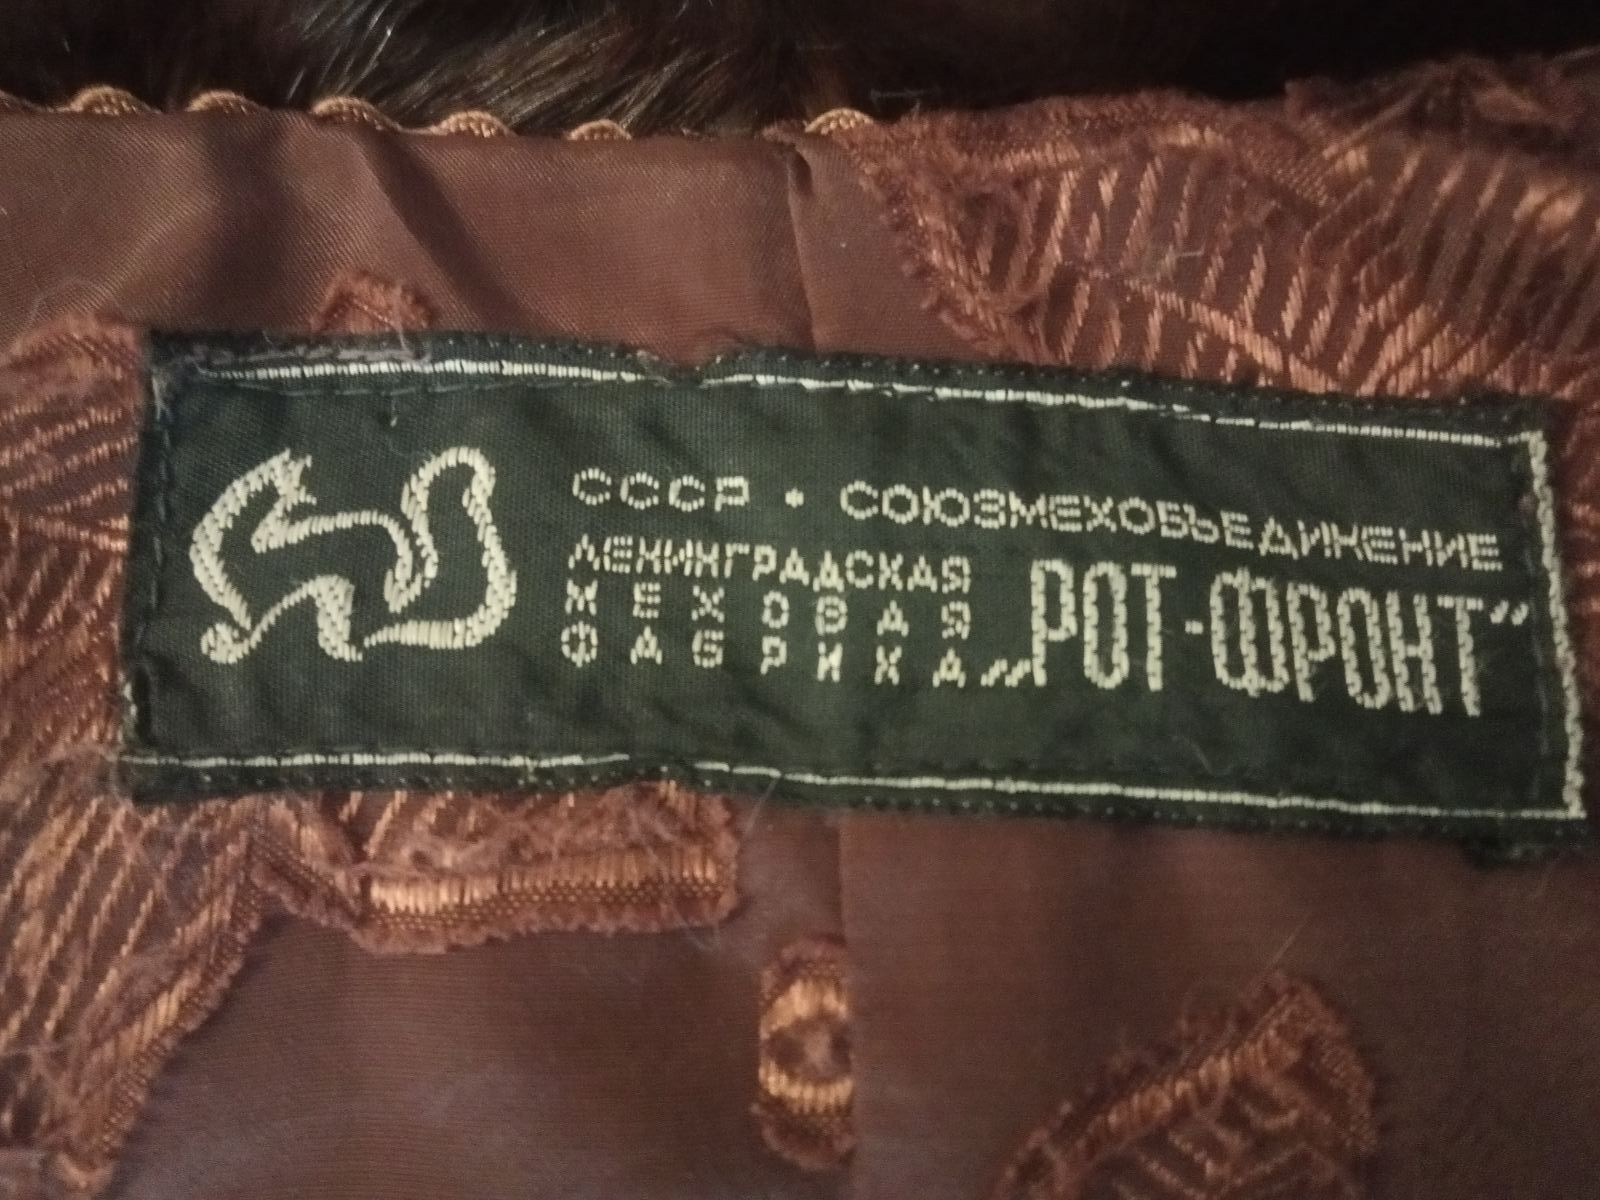 СССР • СОЮЗМЕХОБЪЕДИНЕНИЕ
ЛЕНИНГРАДСКАЯ
МЕХОВАЯ
ФАБРИКА „РОТ-ФРОНТ”